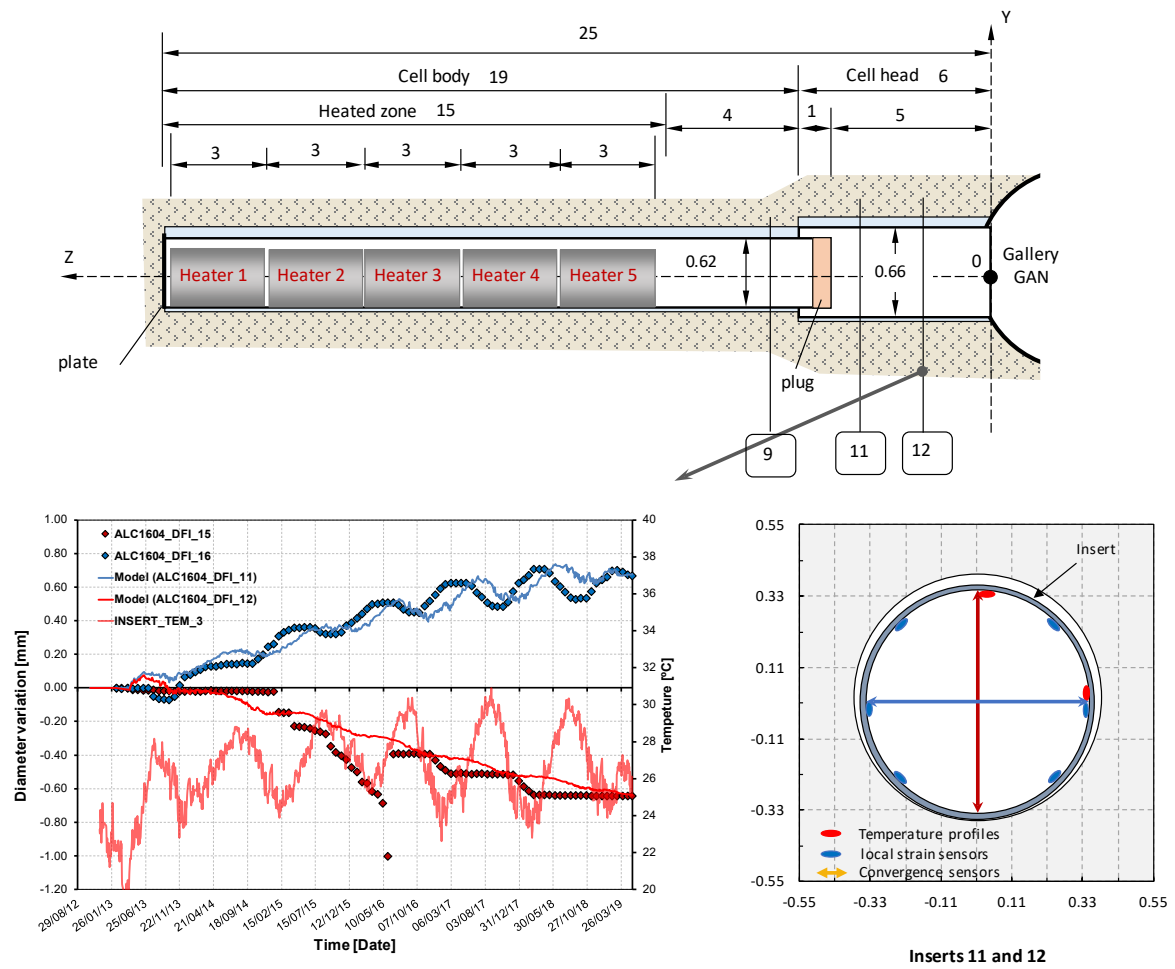 Y
25
Cell body 19
Cell head 6
Heated zone 15
4
1
5
3
3
3
3
3
Z
Heater 1
Heater 2
Heater 3
Heater 4
Heater 5
0.62
0.66
0
Gallery
GAN
plate
plug
9
11
12
1.00
0.80
0.60
0.40
0.20
0.00
-0.20
-0.40
-0.60
-0.80
-1.00
-1.20
Diameter variation [mm]
ALC1604_DFI_15
ALC1604_DFI_16
Model (ALC1604_DFI_11)
Model (ALC1604_DFI_12)
INSERT_TEM_3
40
38
36
34
32
30
28
26
24
22
20
Tempeture [ºC]
29/08/12
26/01/13
25/06/13
22/11/13
21/04/14
18/09/14
15/02/15
15/07/15
12/12/15
10/05/16
07/10/16
06/03/17
03/08/17
31/12/17
30/05/18
27/10/18
26/03/19
Time [Date]
0.55
0.33
0.11
-0.11
-0.33
-0.55
Insert
Temperature profiles
local strain sensors
Convergence sensors
-0.55
-0.33
-0.11
0.11
0.33
0.55
Inserts 11 and 12